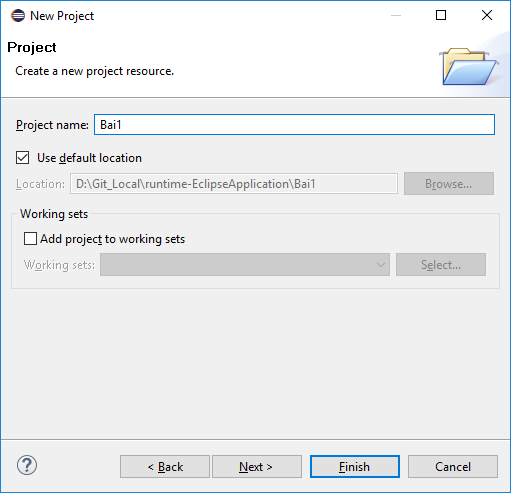 New Project
Project
Create a new project resource.
Project name: Bai1
Use default location
Location: D:\Git_Local\runtime-EclipseApplication\Bai1 Browse...
Working sets
Add project to working sets
Working sets: Select...
? < Back Next > Finish Cancel